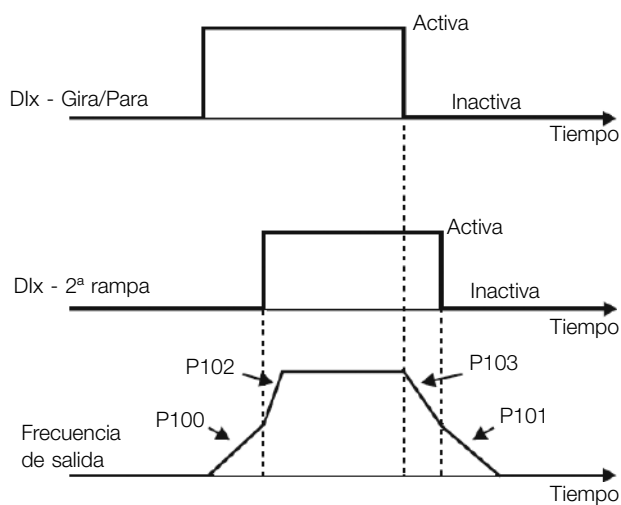 Activa
DIx - Gira/Para
Inactiva
Tiempo
Activa
DIx - 2ª rampa
Inactiva
Tiempo
P102
P103
P100
P101
Frecuencia
de salida
Tiempo